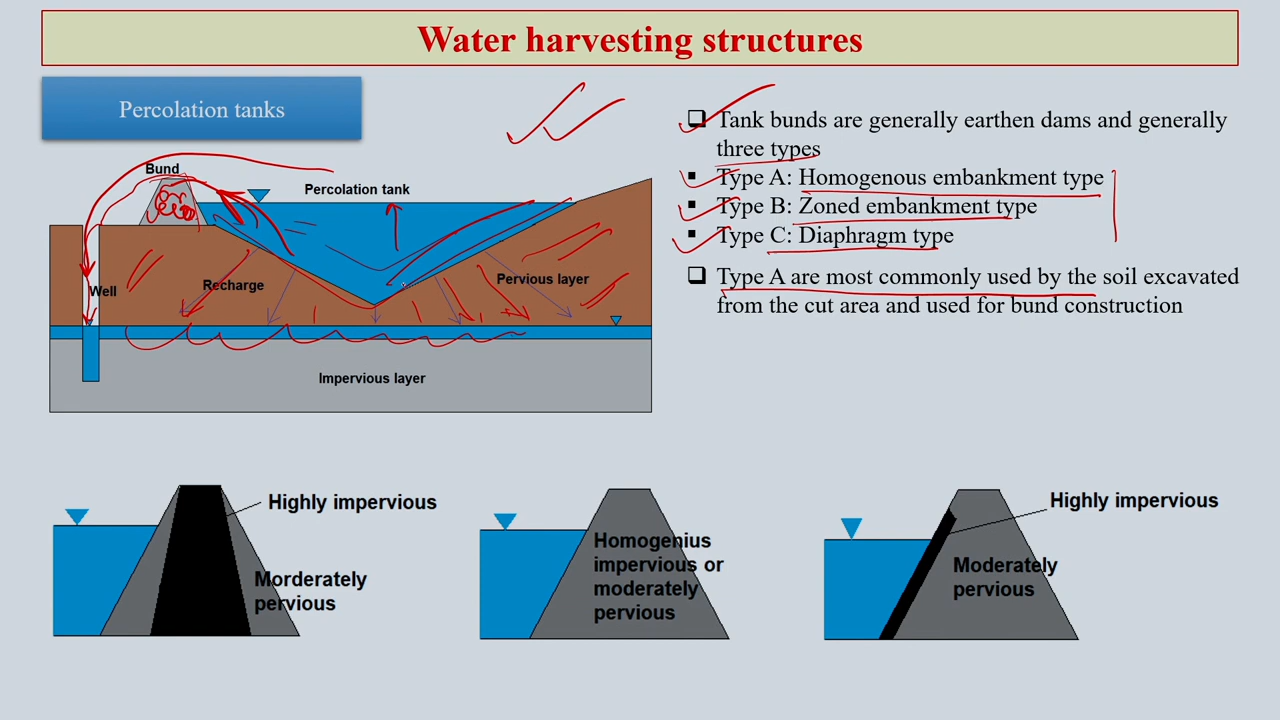 Water harvesting structures
Percolation tanks
Bund
Percolation tank
Well
Recharge
Pervious layer
Impervious layer
Tank bunds are generally earthen dams and generally
three types
Type A: Homogenous embankment type
Type B: Zoned embankment type
Type C: Diaphragm type
Type A are most commonly used by the soil excavated
from the cut area and used for bund construction
Highly impervious
Morderately
pervious
Homogenius
impervious or
moderately
pervious
Highly impervious
Moderately
pervious